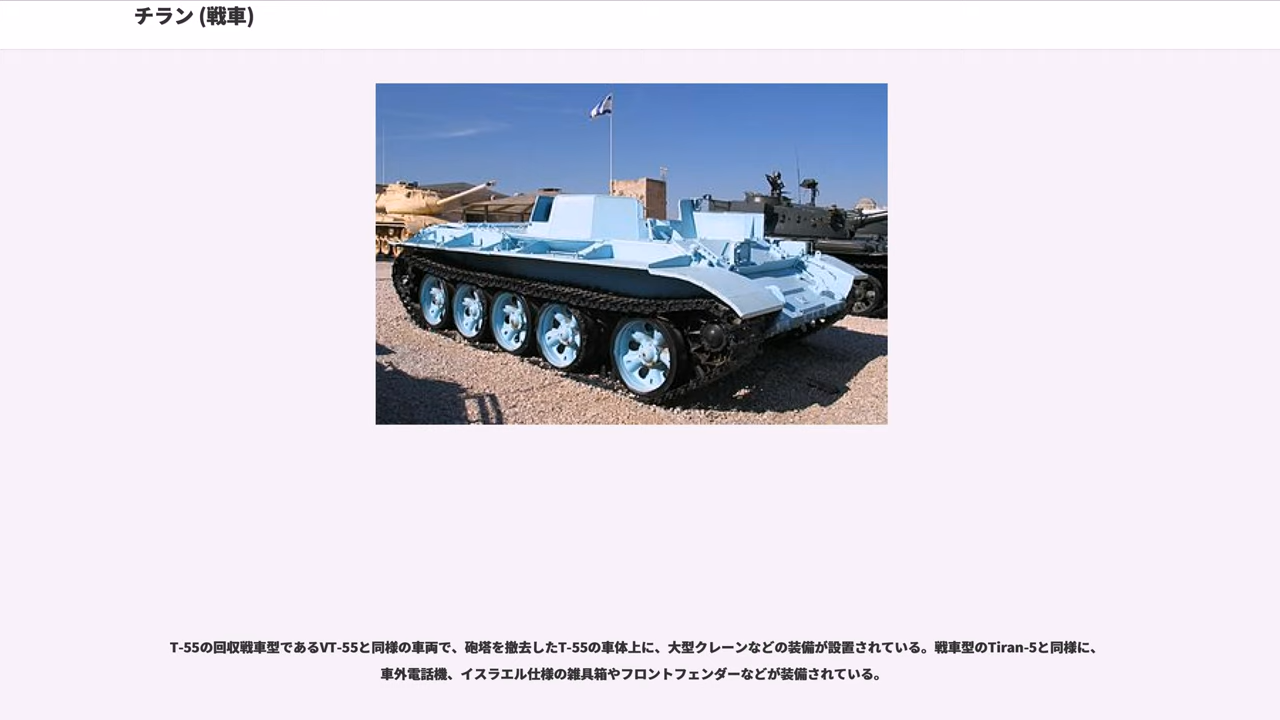 チラン (戦車)
T-55の回収戦車型であるVT-55と同様の車両で、砲塔を撤去したT-55の車体上に、大型クレーンなどの装備が設置されている。戦車型のTiran-5と同様に、
車外電話機、イスラエル仕様の雑具箱やフロントフェンダーなどが装備されている。